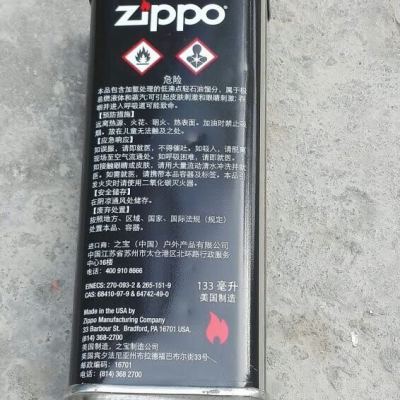 zippo
危险
本品包含加氢处理的低沸点轻石油馏分，属于极
易燃液体和蒸汽；可引起皮肤刺激和眼睛刺激；吞
咽并进入呼吸道可能致命。
【预防措施】
远离热源、火花、明火、热表面。加油时禁止吸
烟。放在儿童无法触及之处。
【应急响应】
如误服，请即就医，不得催吐。如吸入，请脱离
现场至空气流通处。如呼吸困难，请即就医。
如接触眼睛或皮肤，请用大量流动清水冲洗并就
医。如需就医，请携带本品容器及标签。本品引
发火灾时请使用二氧化碳灭火器。
【安全储存】
在阴凉通风处储存。
【废弃处置】
按照地方、区域、国家、国际法规（规定）
处置本品、容器。
进口商：之宝（中国）户外产品有限公司
中国江苏省苏州市太仓港区北环路行政服务
中心16楼
电话：400 910 8666
EINECS: 270-093-2 & 265-151-9
CAS: 68410-97-9 & 64742-49-0
133 毫升
美国制造
Made in the USA by
Zippo Manufacturing Company
33 Barbour St. Bradford, PA 16701 USA.
(814) 368-2700
美国制造，之宝制造公司
美国宾夕法尼亚州布拉德福巴布尔街33号
邮政编码：16701
电话：(814) 368 2700